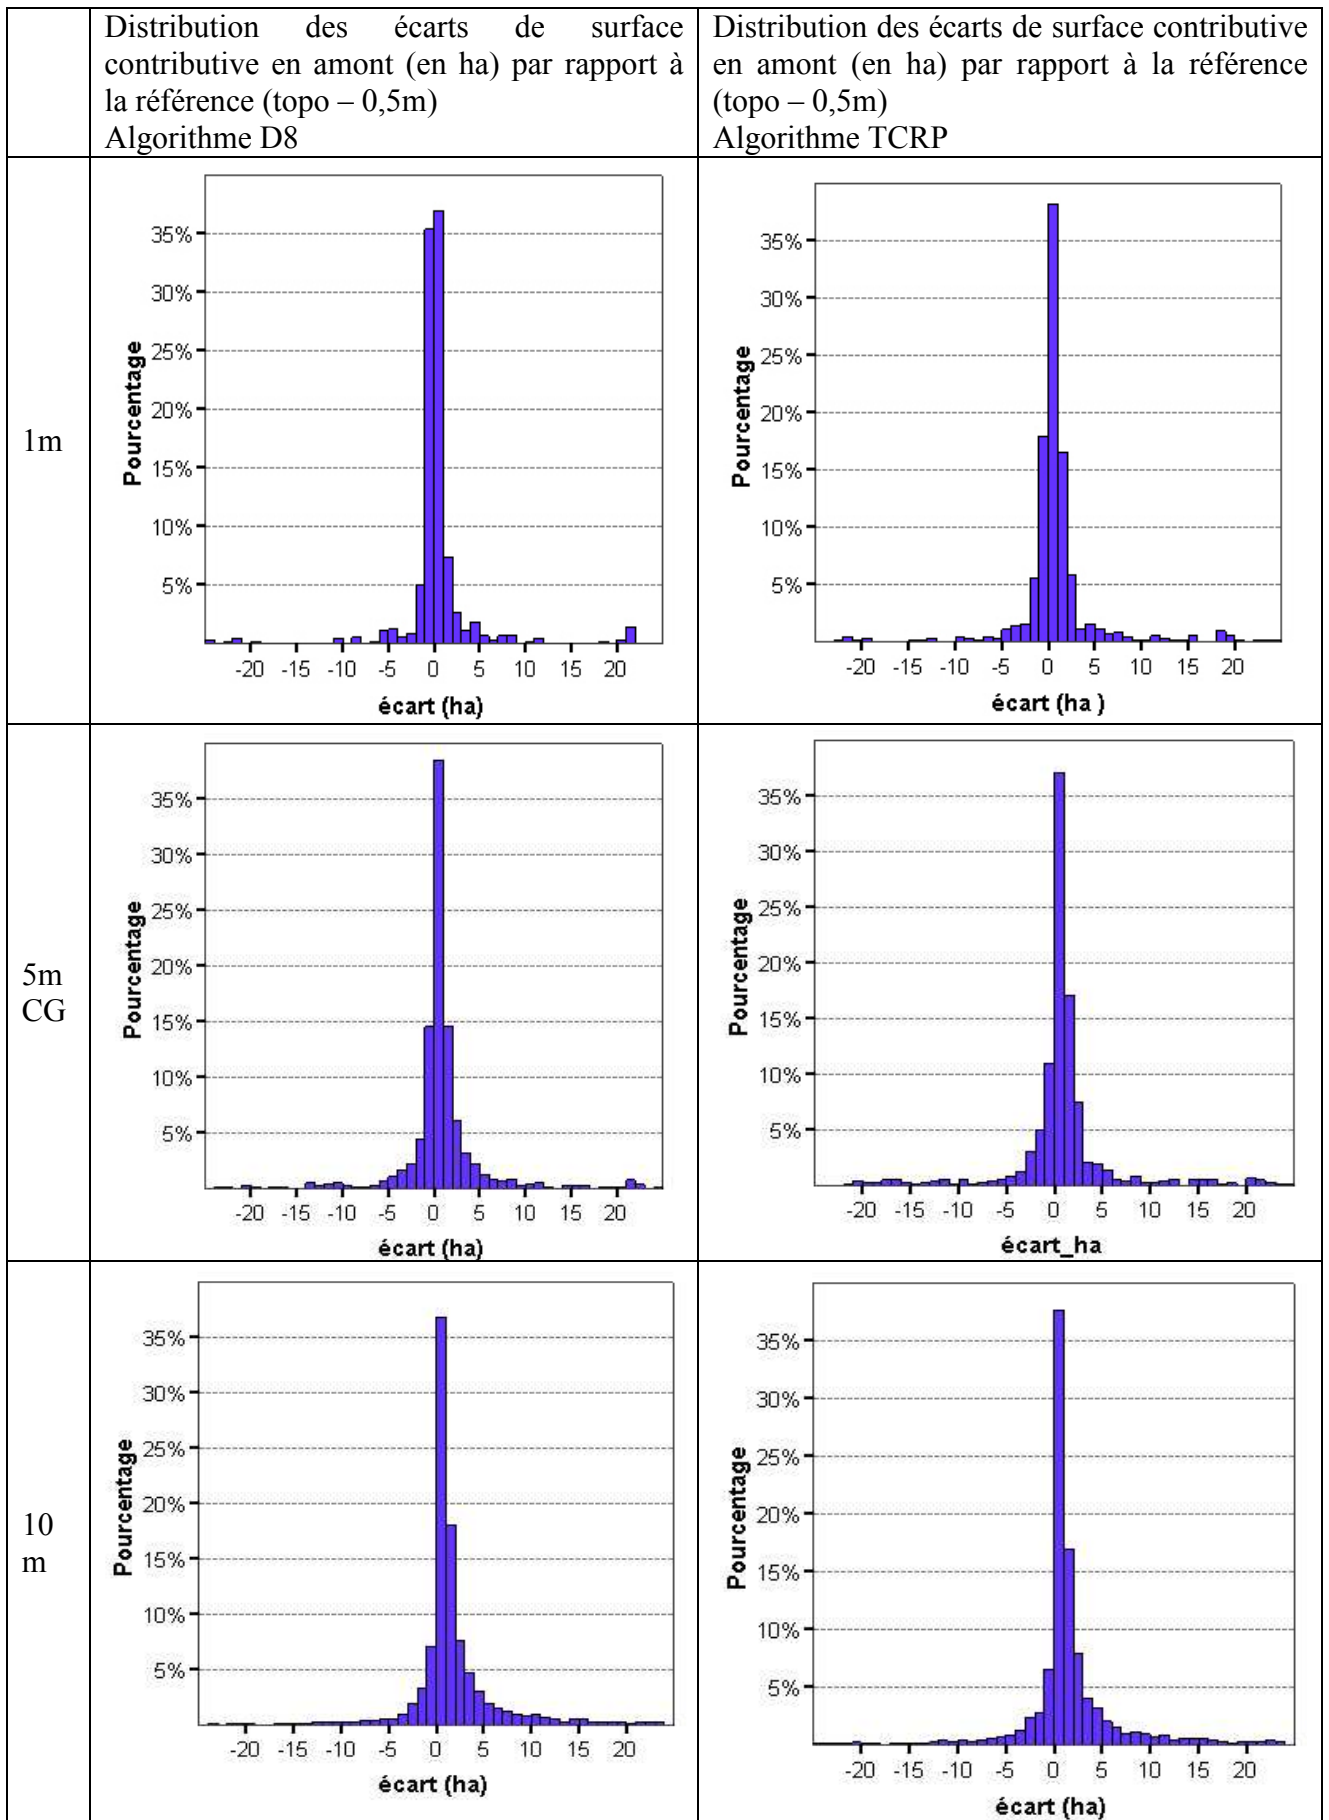 Distribution des écarts de surface
contributive en amont (en ha) par rapport à
la référence (topo – 0,5m)
Algorithme D8
Distribution des écarts de surface contributive
en amont (en ha) par rapport à la référence
(topo – 0,5m)
Algorithme TCRP
1m
Pourcentage
35%
30%
25%
20%
15%
10%
5%
-20 -15 -10 -5 0 5 10 15 20
écart (ha)
Pourcentage
35%
30%
25%
20%
15%
10%
5%
-20 -15 -10 -5 0 5 10 15 20
écart (ha )
5m
CG
Pourcentage
35%
30%
25%
20%
15%
10%
5%
-20 -15 -10 -5 0 5 10 15 20
écart (ha)
Pourcentage
35%
30%
25%
20%
15%
10%
5%
-20 -15 -10 -5 0 5 10 15 20
écart_ha
10
m
Pourcentage
35%
30%
25%
20%
15%
10%
5%
-20 -15 -10 -5 0 5 10 15 20
écart (ha)
Pourcentage
35%
30%
25%
20%
15%
10%
5%
-20 -15 -10 -5 0 5 10 15 20
écart (ha)